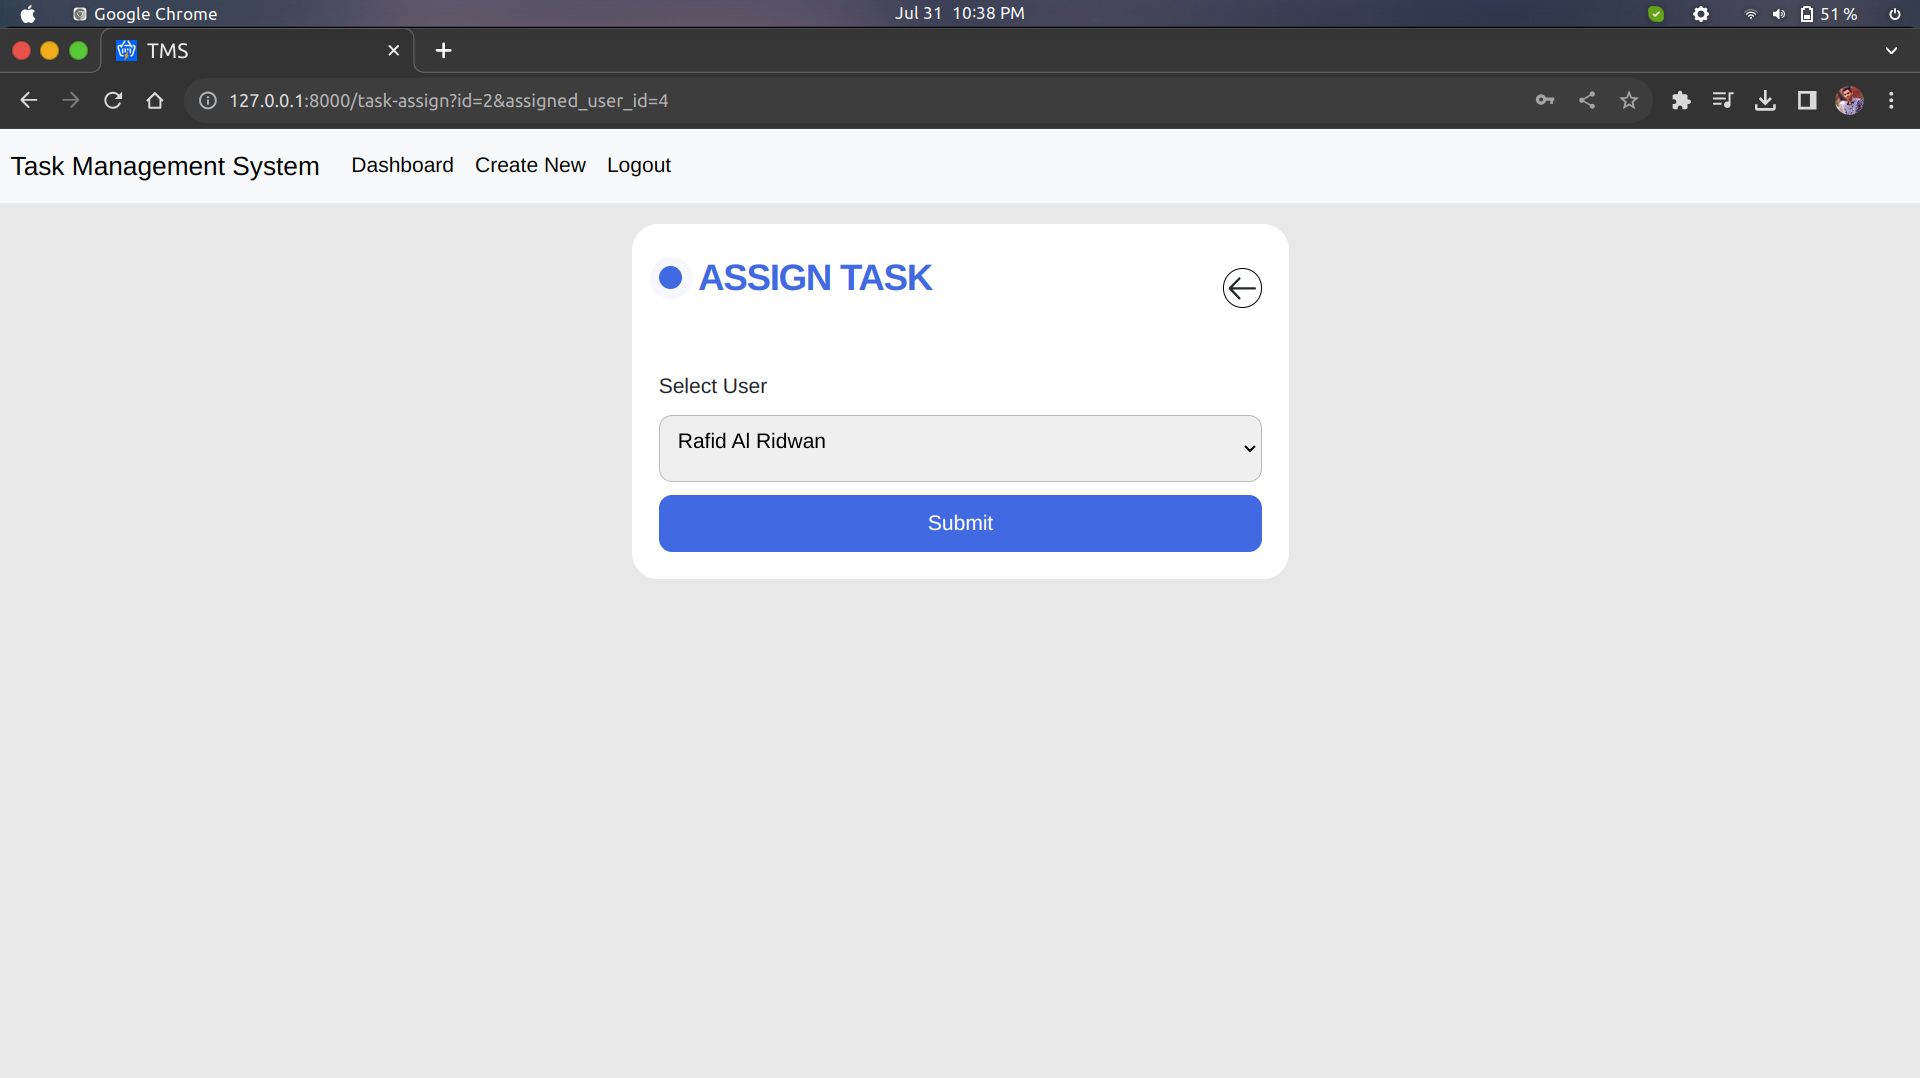 Google Chrome
Jul 31 10:38 PM
51 %
TMS
127.0.0.1:8000/task-assign?id=2&assigned_user_id=4
Task Management System
Dashboard
Create New
Logout
ASSIGN TASK
Select User
Rafid Al Ridwan
Submit